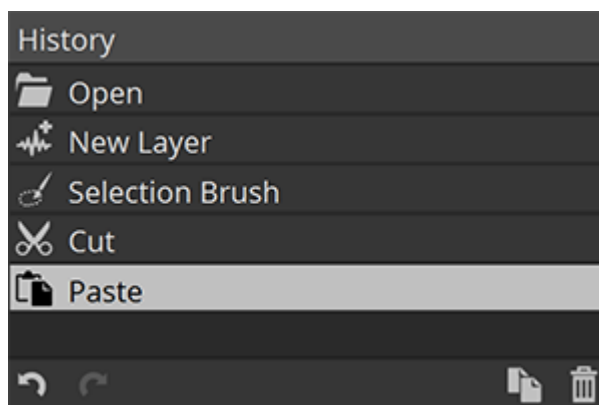 History
Open
New Layer
Selection Brush
Cut
Paste